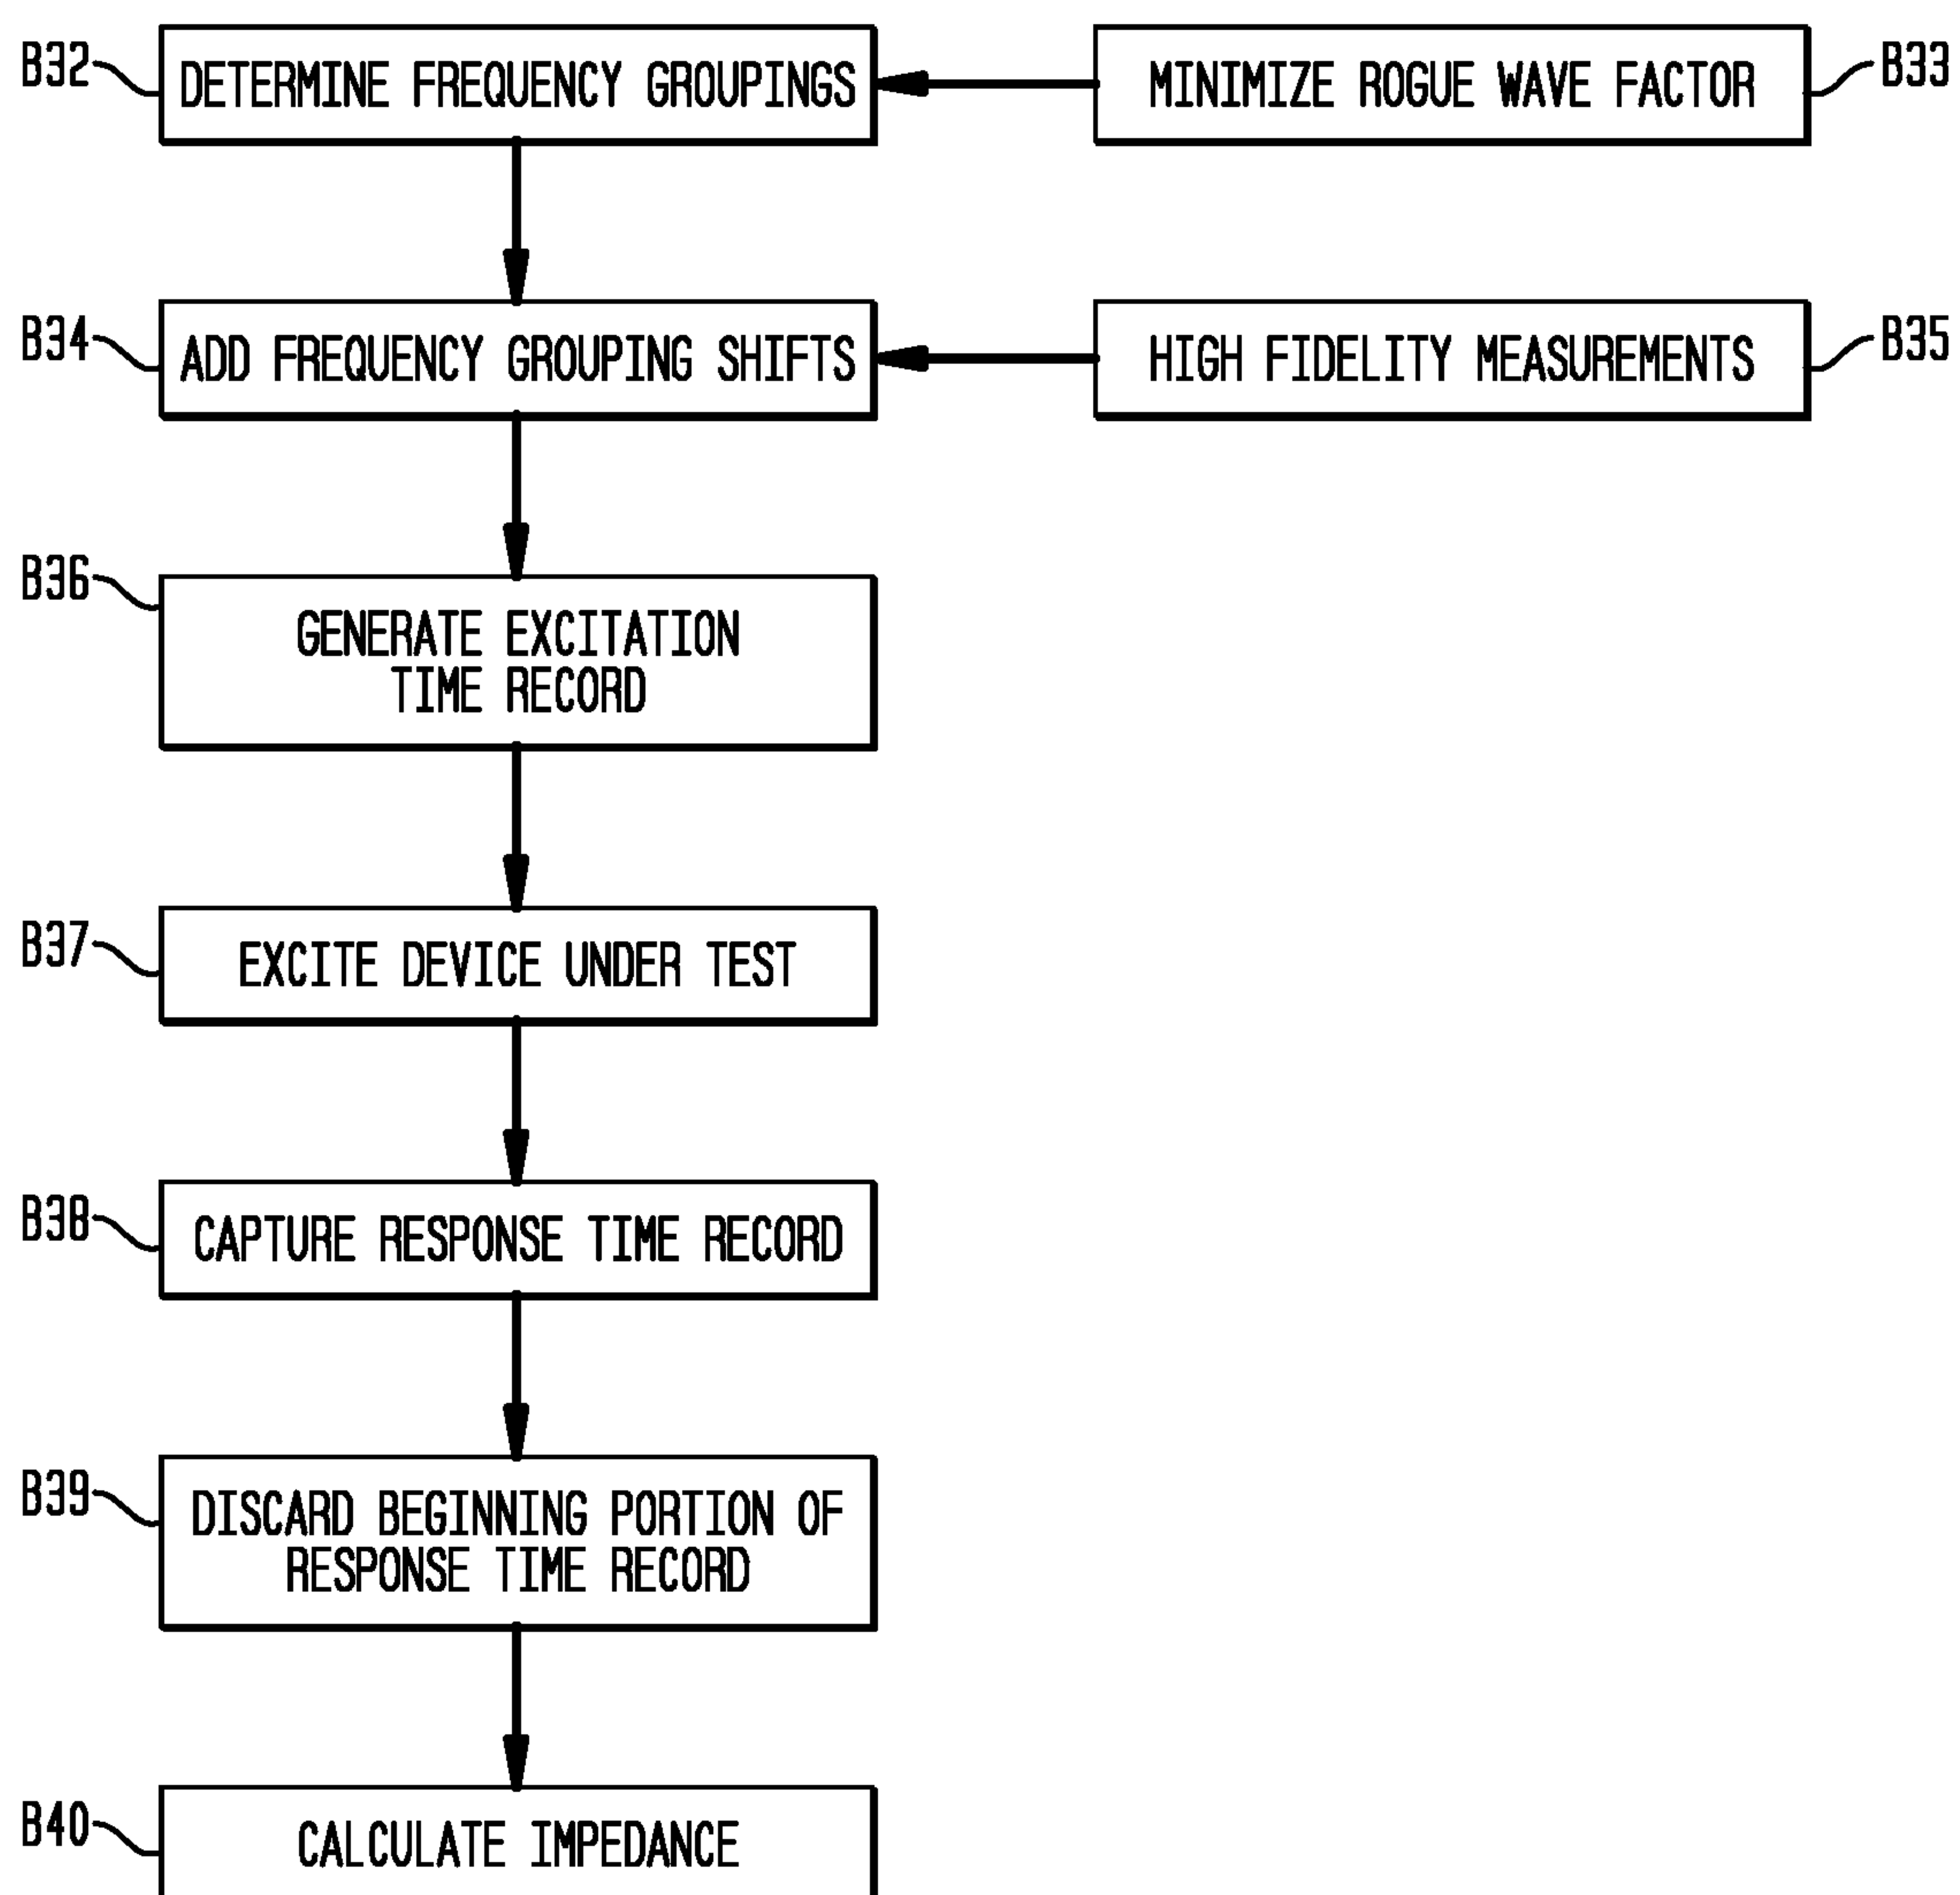 B32
DETERMINE FREQUENCY GROUPINGS
MINIMIZE ROGUE WAVE FACTOR
B33
B34
ADD FREQUENCY GROUPING SHIFTS
HIGH FIDELITY MEASUREMENTS
B35
B36
GENERATE EXCITATION
TIME RECORD
B37
EXCITE DEVICE UNDER TEST
B38
CAPTURE RESPONSE TIME RECORD
B39
DISCARD BEGINNING PORTION OF
RESPONSE TIME RECORD
B40
CALCULATE IMPEDANCE